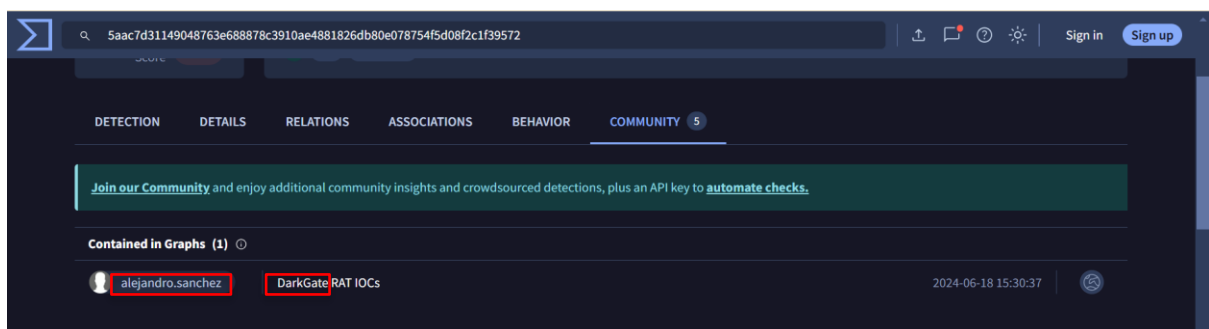 5aac7d31149048763e688878c3910ae4881826db80e078754f5d08f2c1f39572
Sign in
Sign up
Score
DETECTION DETAILS RELATIONS ASSOCIATIONS BEHAVIOR COMMUNITY 5
Join our Community and enjoy additional community insights and crowdsourced detections, plus an API key to automate checks.
Contained in Graphs (1)
alejandro.sanchez DarkGate RAT IOCs 2024-06-18 15:30:37